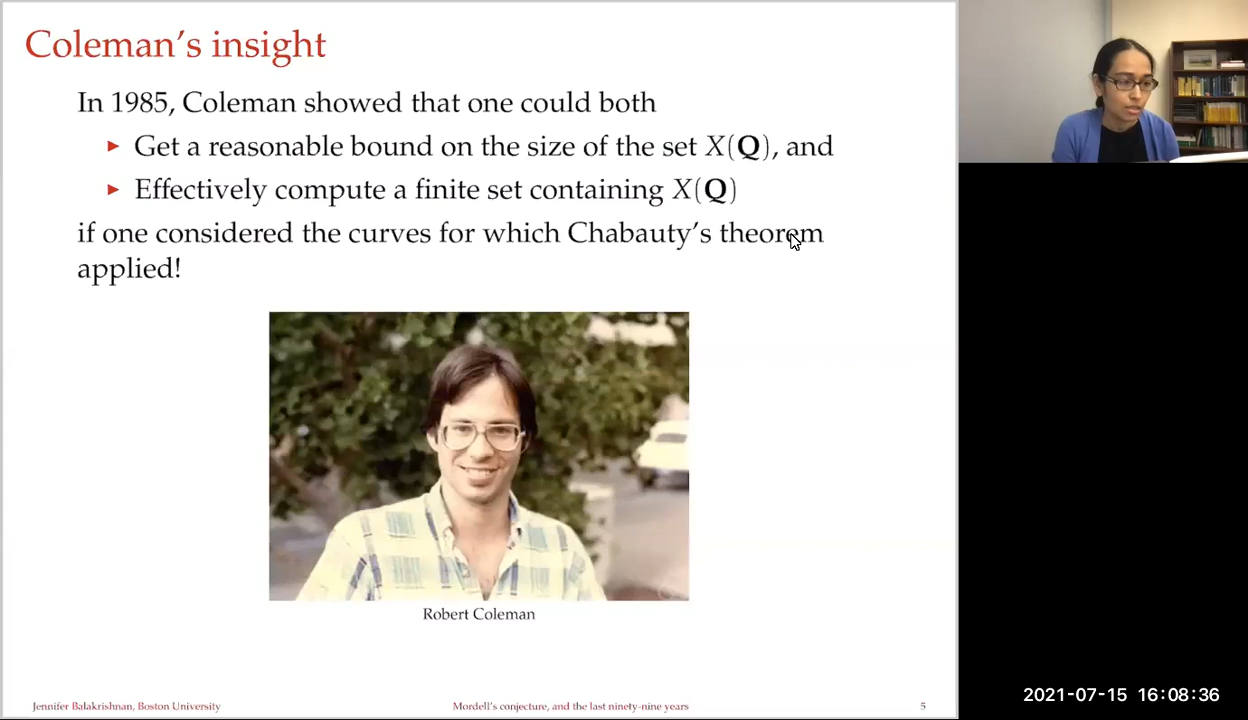 Coleman's insight
In 1985, Coleman showed that one could both
▸ Get a reasonable bound on the size of the set X(Q), and
▸ Effectively compute a finite set containing X(Q)
if one considered the curves for which Chabauty's theorem
applied!
Robert Coleman
Jennifer Balakrishnan, Boston University
Mordell's conjecture, and the last ninety-nine years
5
2021-07-15 16:08:36